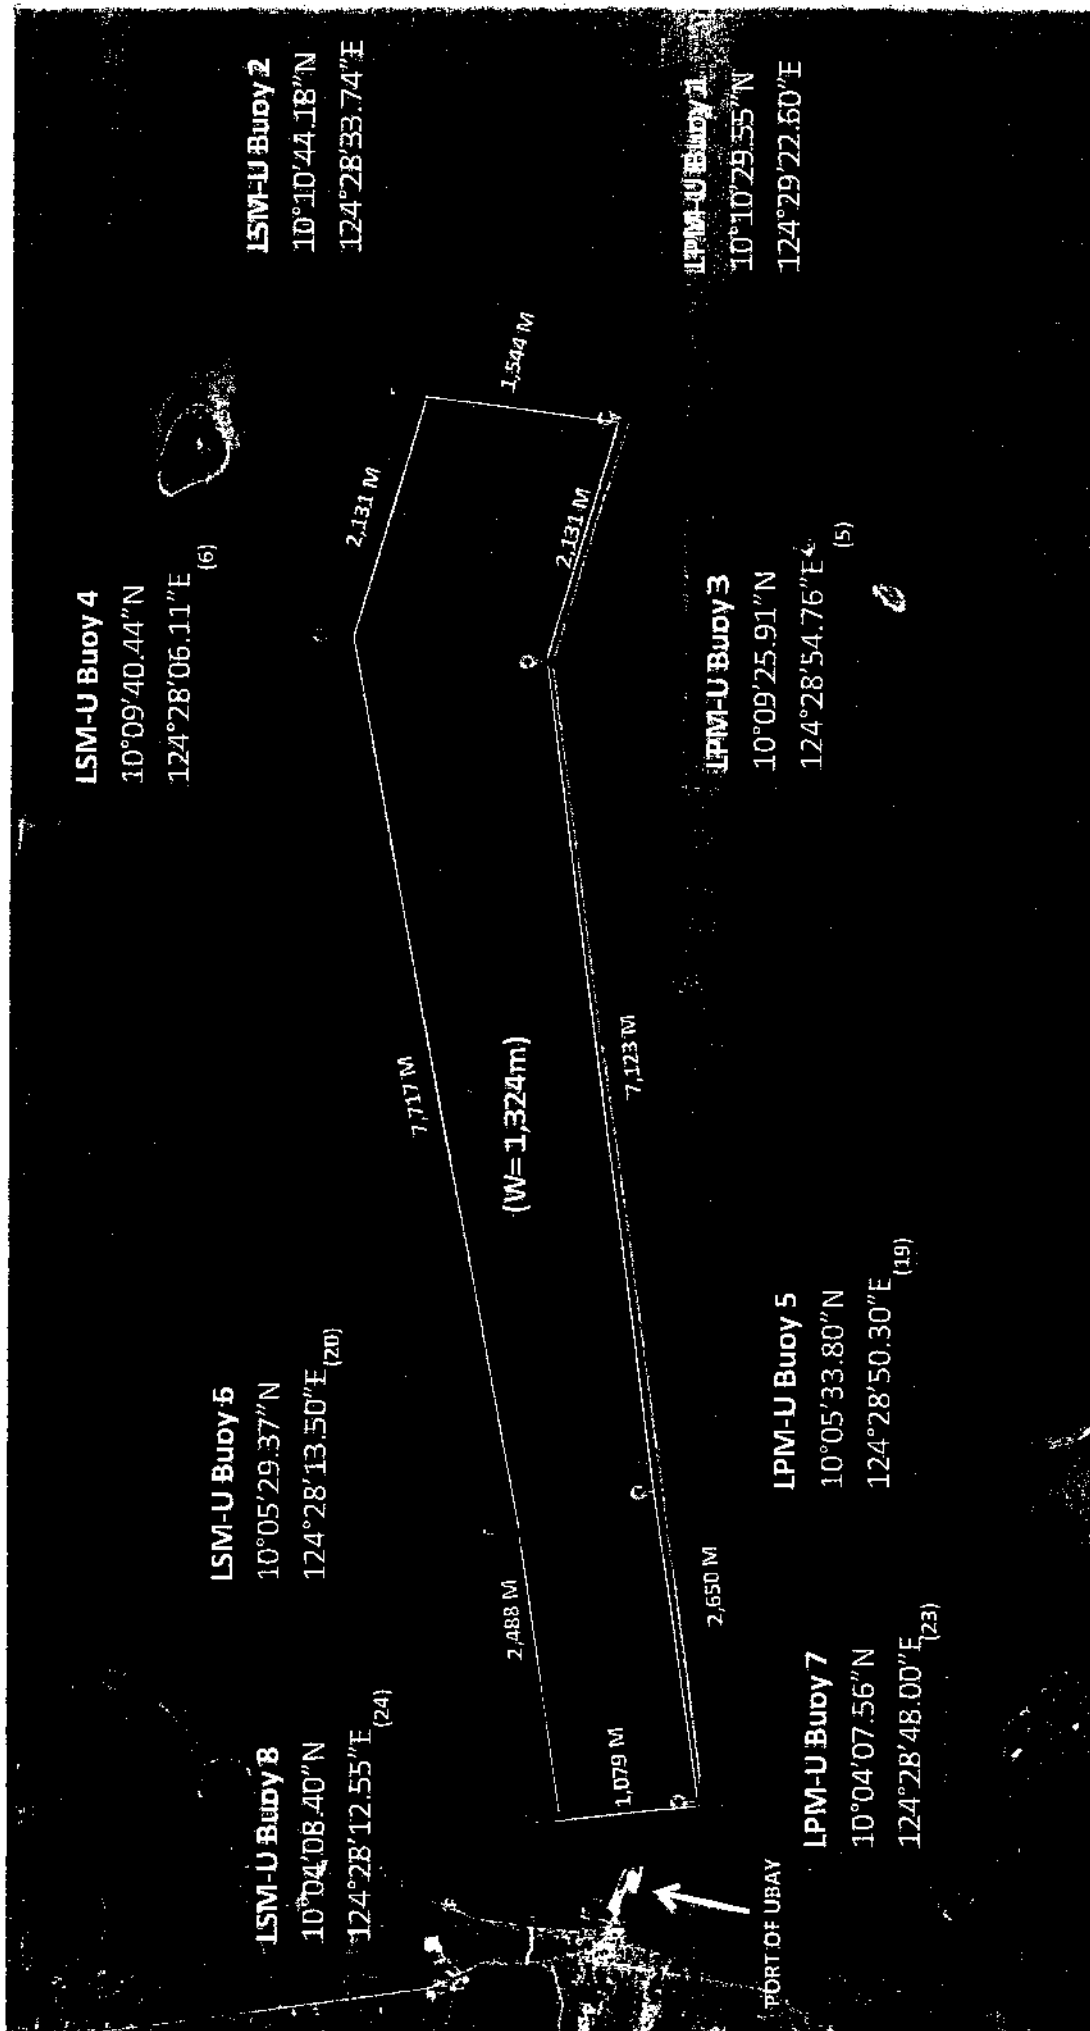 LSM-U Buoy 2
10°10'44.18"N
124°28'33.74"E
LPM-U Buoy 1
10°10'29.55"N
124°29'22.60"E
LSM-U Buoy 4
10°09'40.44"N
124°28'06.11"E
(6)
LPM-U Buoy 3
10°09'25.91"N
124°28'54.76"E
(5)
LSM-U Buoy 6
10°05'29.37"N
124°28'13.50"E
(20)
LPM-U Buoy 5
10°05'33.80"N
124°28'50.30"E
(19)
LSM-U Buoy 8
10°04'08.40"N
124°28'12.55"E
(24)
LPM-U Buoy 7
10°04'07.56"N
124°28'48.00"E
(23)
1,544 M
2,131 M
2,131 M
7,717 M
(W=1,324m)
7,123 M
2,488 M
2,650 M
1,079 M
PORT OF UBAY